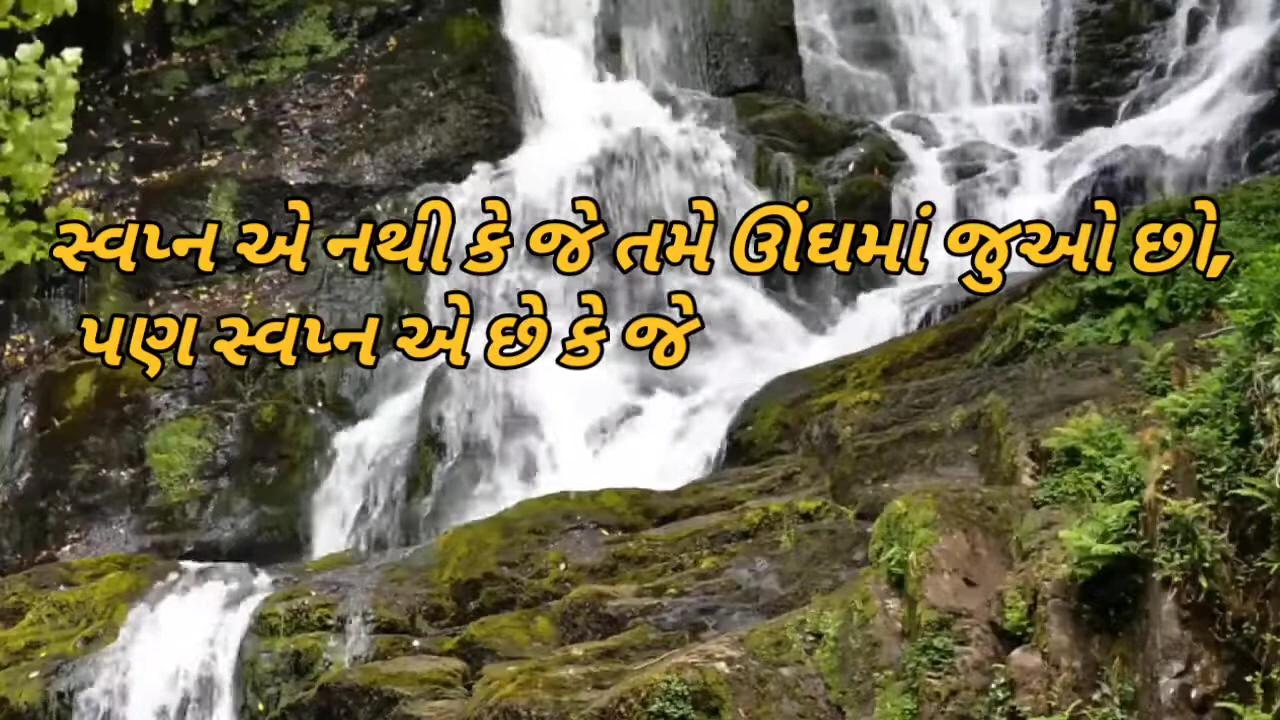 સ્વપ્ન એ નથી કે જે તમે ઊંઘમાં જુઓ છો,
પણ સ્વપ્ન એ છે કે જે